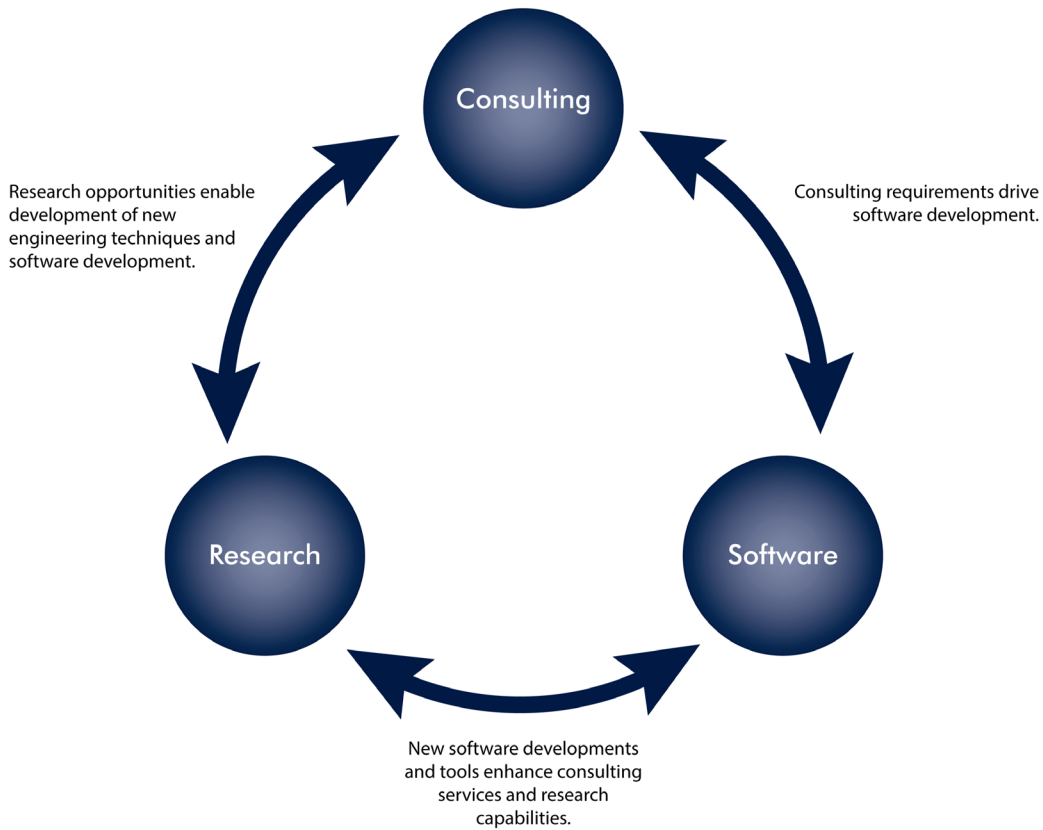 Consulting
Research opportunities enable
development of new
engineering techniques and
software development.
Consulting requirements drive
software development.
Research
Software
New software developments
and tools enhance consulting
services and research
capabilities.